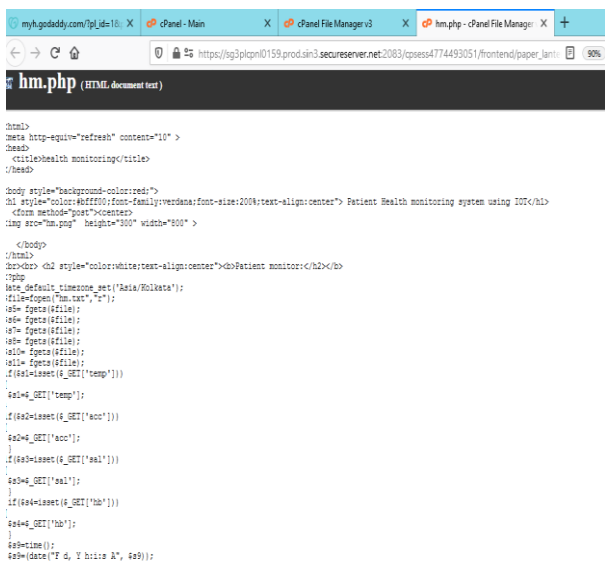 myh.godaddy.com/?pl_id=1& X cPanel - Main X cPanel File Manager v3 X hm.php - cPanel File Manager X +
https://sg3plcpnl0159.prod.sin3.secureserver.net:2083/cpsess4774493051/frontend/paper_lante 90%
hm.php ( HTML document text )
html>
meta http-equiv="refresh" content="10" >
head>
<title>health monitoring</title>
/head>
body style="background-color:red;">
h1 style="color:#bfff00;font-family:verdana;font-size:200%;text-align:center"> Patient Health monitoring system using IOT</h1>
<form method="post"><center>
img src="hm.png" height="300" width="900" >
</body>
/html>
br><br> <h2 style="color:white;text-align:center"><b>Patient monitor:</h2></b>
?php
date_default_timezone_set('Asia/Kolkata');
$file=fopen("hm.txt","r");
$s5= fgets($file);
$s6= fgets($file);
$s7= fgets($file);
$s8= fgets($file);
$s10= fgets($file);
$s11= fgets($file);
if($s1=isset($_GET['temp']))
$s1=$_GET['temp'];
if($s2=isset($_GET['acc']))
$s2=$_GET['acc'];
}
if($s3=isset($_GET['sal']))
$s3=$_GET['sal'];
}
if($s4=isset($_GET['hb']))
$s4=$_GET['hb'];
}
$s9=time();
$s9=(date("F d, Y h:i:s A", $s9));